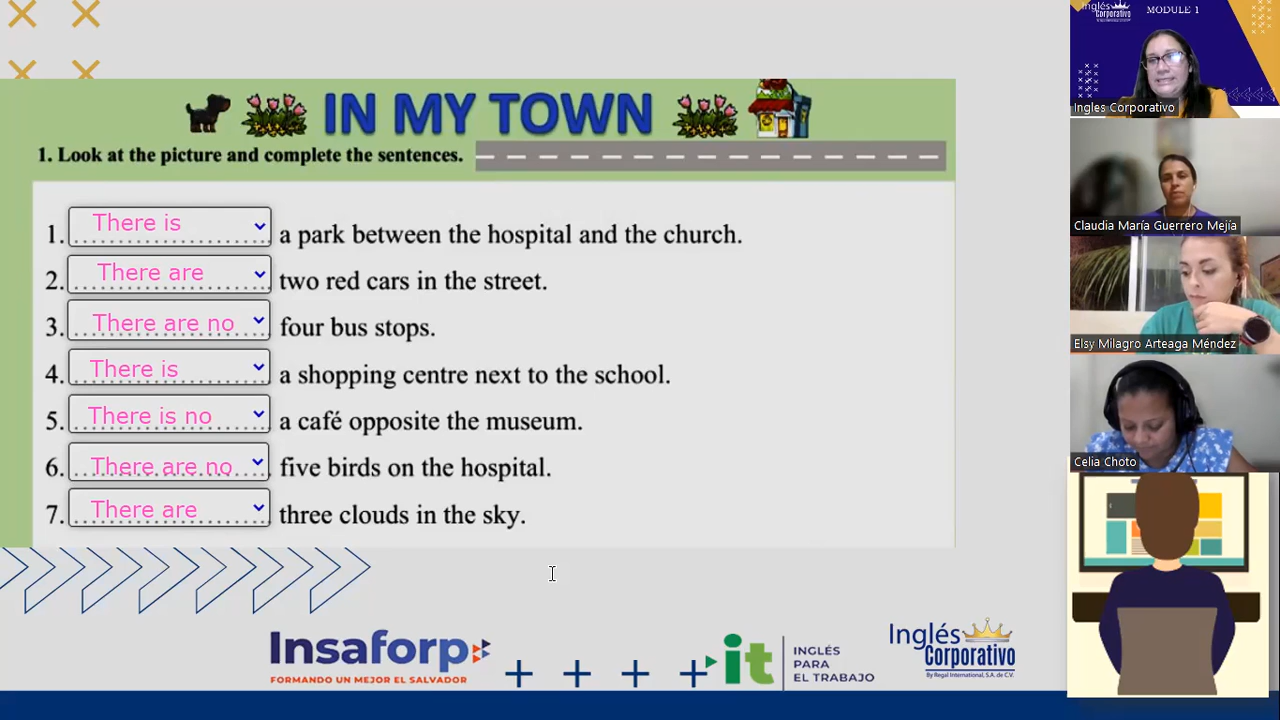 IN MY TOWN
1. Look at the picture and complete the sentences.
1. There is a park between the hospital and the church.
2. There are two red cars in the street.
3. There are no four bus stops.
4. There is a shopping centre next to the school.
5. There is no a café opposite the museum.
6. There are no five birds on the hospital.
7. There are three clouds in the sky.
Insaforp
FORMANDO UN MEJOR EL SALVADOR
it
INGLÉS
PARA
EL TRABAJO
Inglés
Corporativo
By Regal International, S.A. de C.V.
Inglés
Corporativo
MODULE 1
Ingles Corporativo
Claudia María Guerrero Mejía
Elsy Milagro Arteaga Méndez
Celia Choto